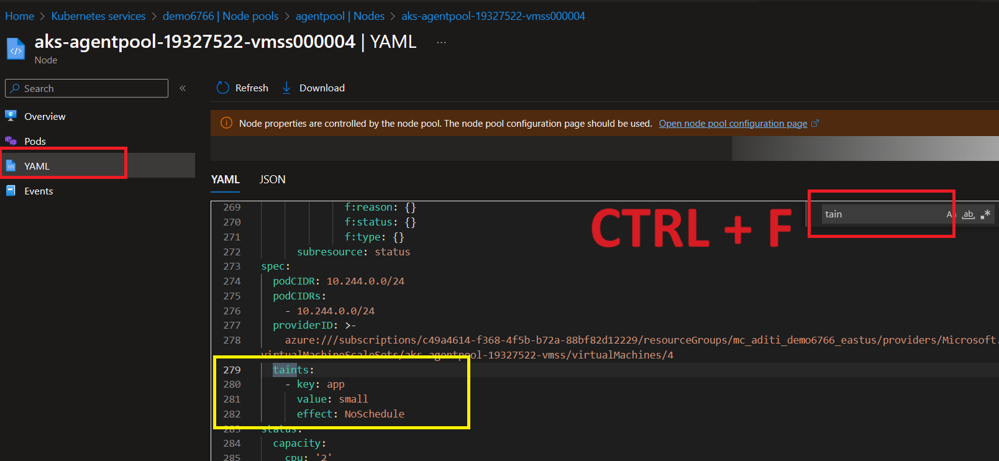 Home > Kubernetes services > demo6766 | Node pools > agentpool | Nodes > aks-agentpool-19327522-vmss000004
aks-agentpool-19327522-vmss000004 | YAML ...
Node
Search «
Refresh Download
Overview
Node properties are controlled by the node pool. The node pool configuration page should be used. Open node pool configuration page
Pods
YAML
Events
YAML JSON
CTRL + F
tain
ab
269 f:reason: {}
270 f:status: {}
271 f:type: {}
272 subresource: status
273 spec:
274 podCIDR: 10.244.0.0/24
275 podCIDRs:
276 - 10.244.0.0/24
277 providerID: >-
278 azure:///subscriptions/c49a4614-f368-4f5b-b72a-88bf82d12229/resourceGroups/mc_aditi_demo6766_eastus/providers/Microsoft.
virtualMachineScaleSets/aks-agentpool-19327522-vmss/virtualMachines/4
279 taints:
280 - key: app
281 value: small
282 effect: NoSchedule
283 status:
284 capacity:
285 cpu: '2'